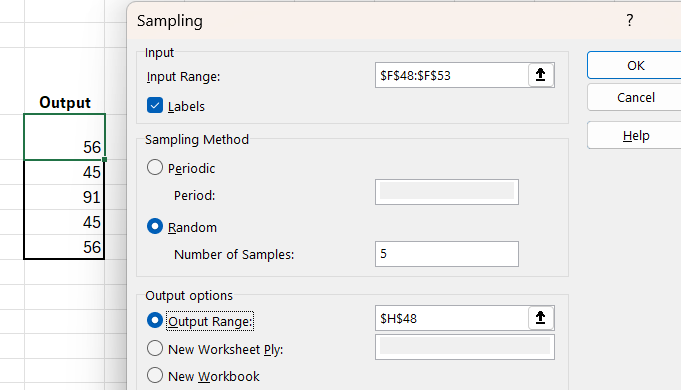 Sampling ?
Input
Input Range: $F$48:$F$53
Labels
OK
Cancel
Help
Output
56
45
91
45
56
Sampling Method
Periodic
Period:
Random
Number of Samples: 5
Output options
Output Range: $H$48
New Worksheet Ply:
New Workbook